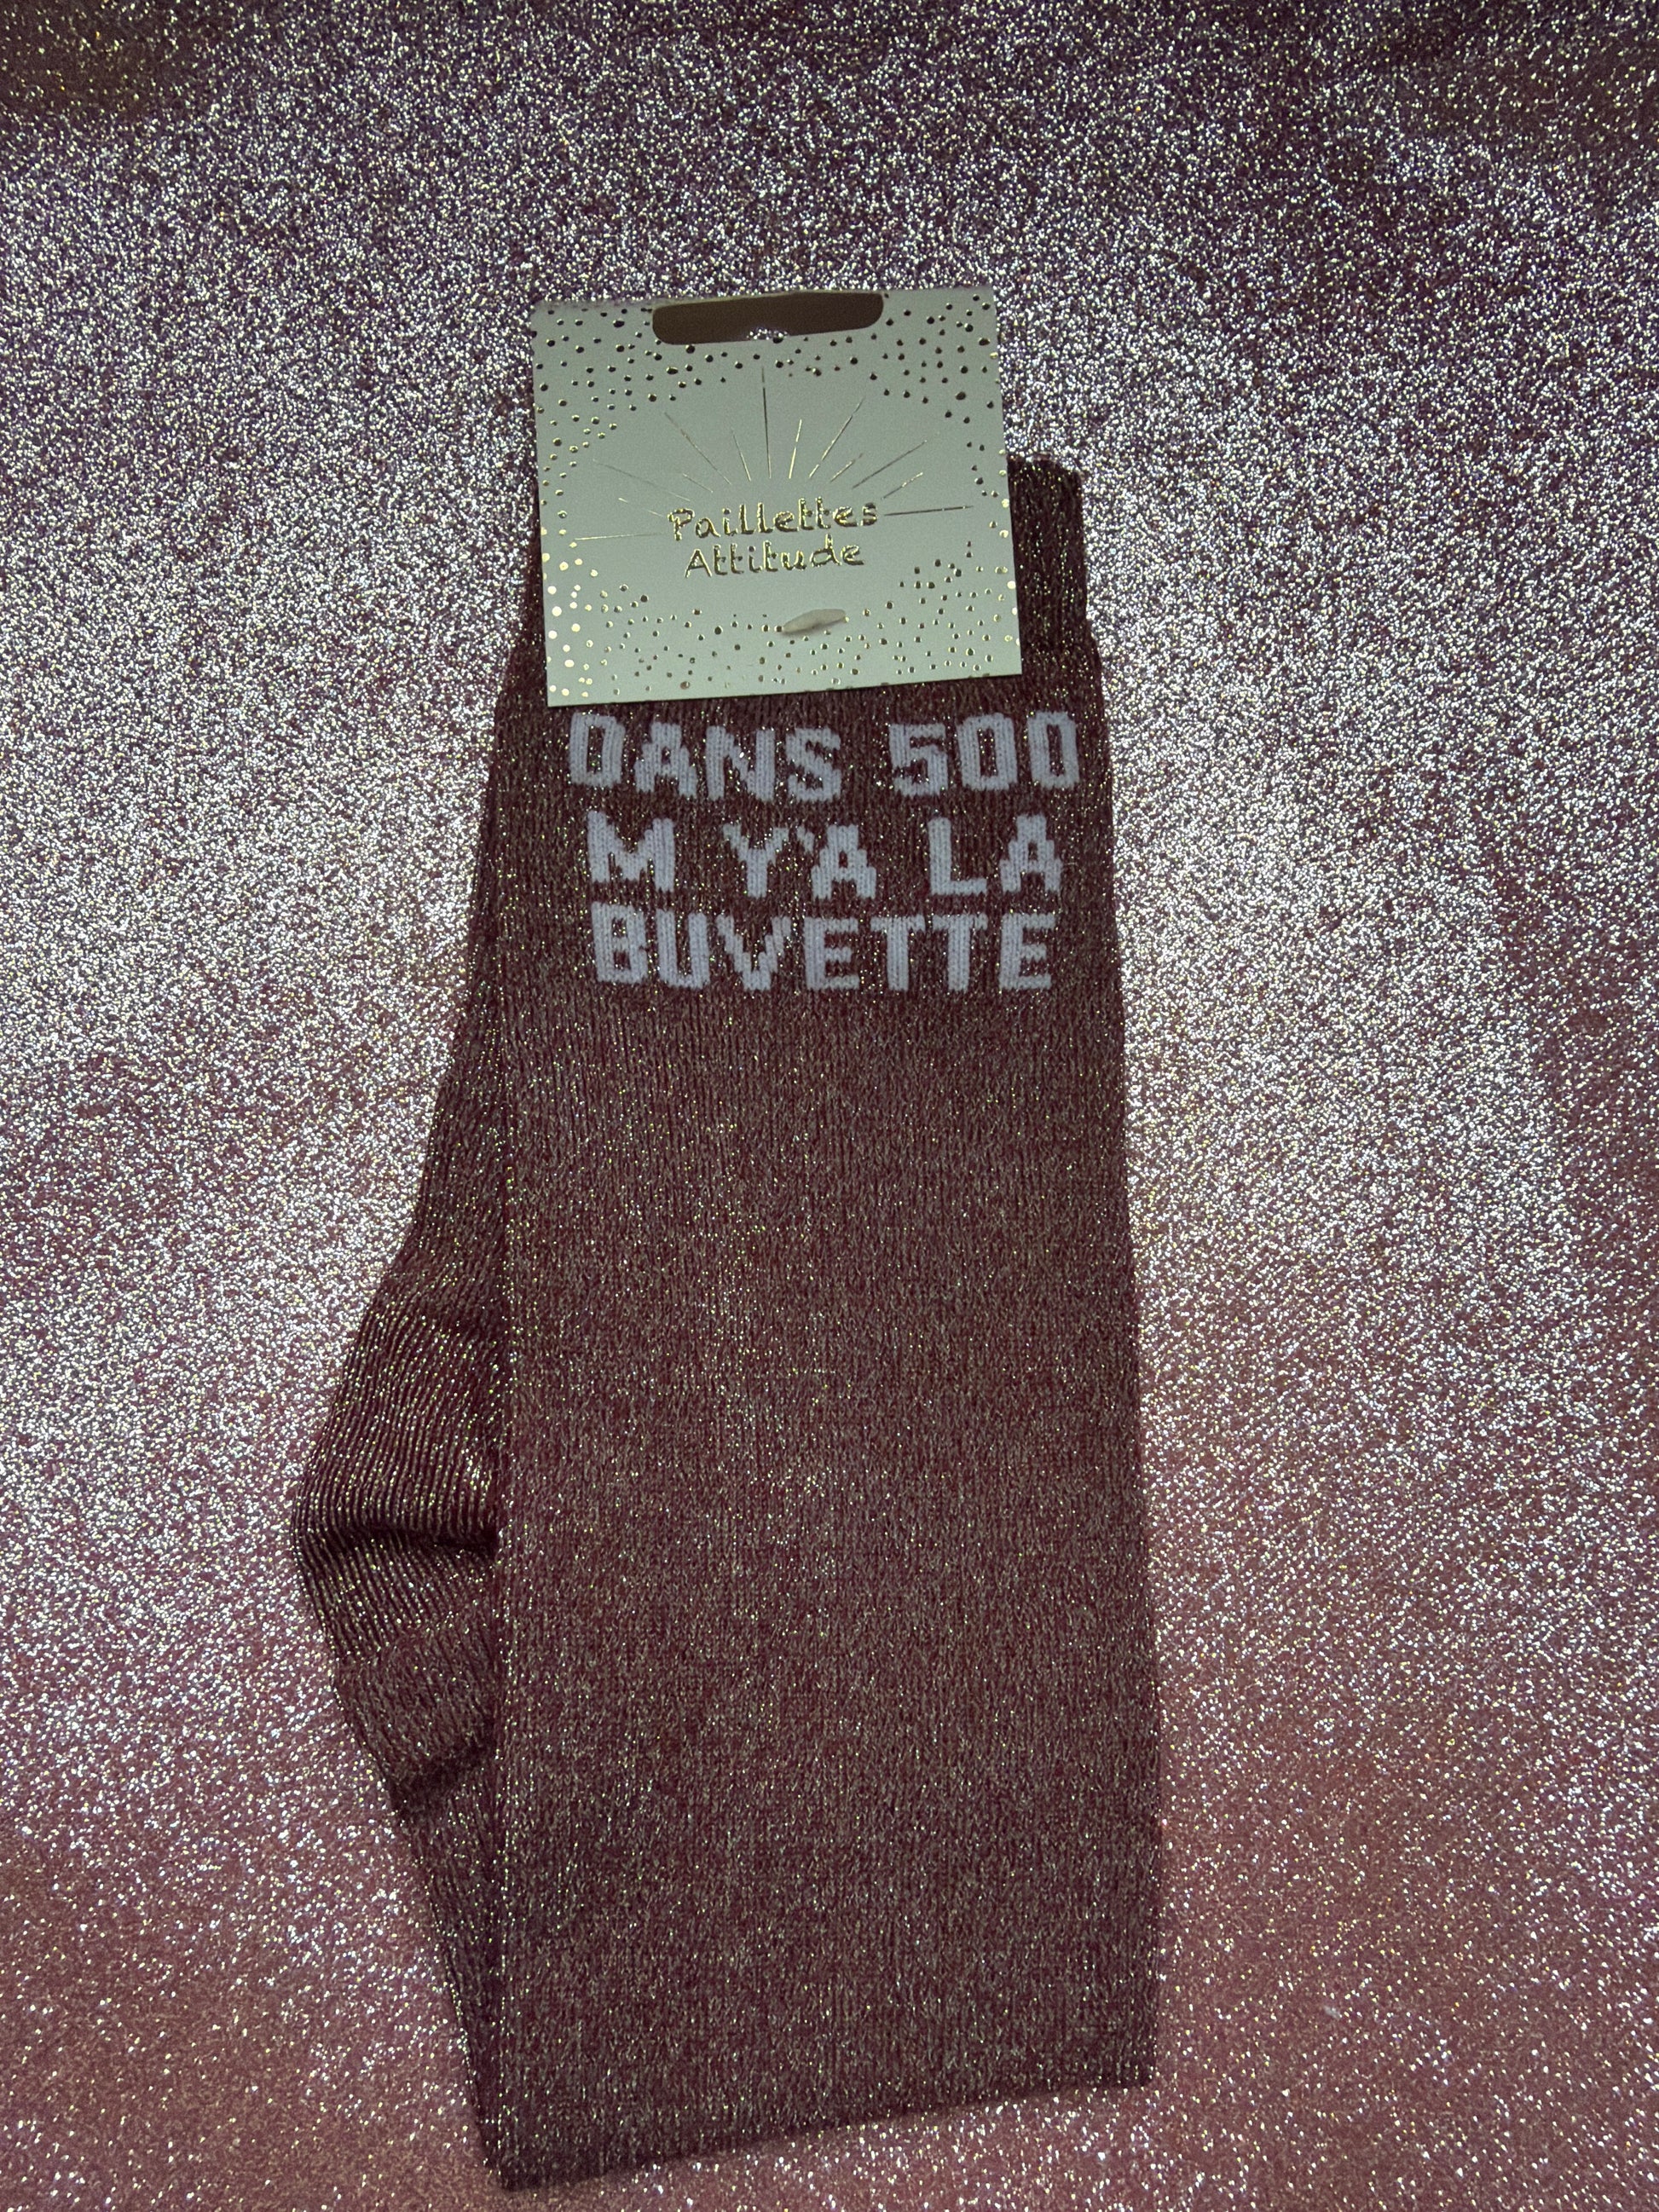 Paillettes
Attitude
DANS 500
M Y'A LA
BUVETTE